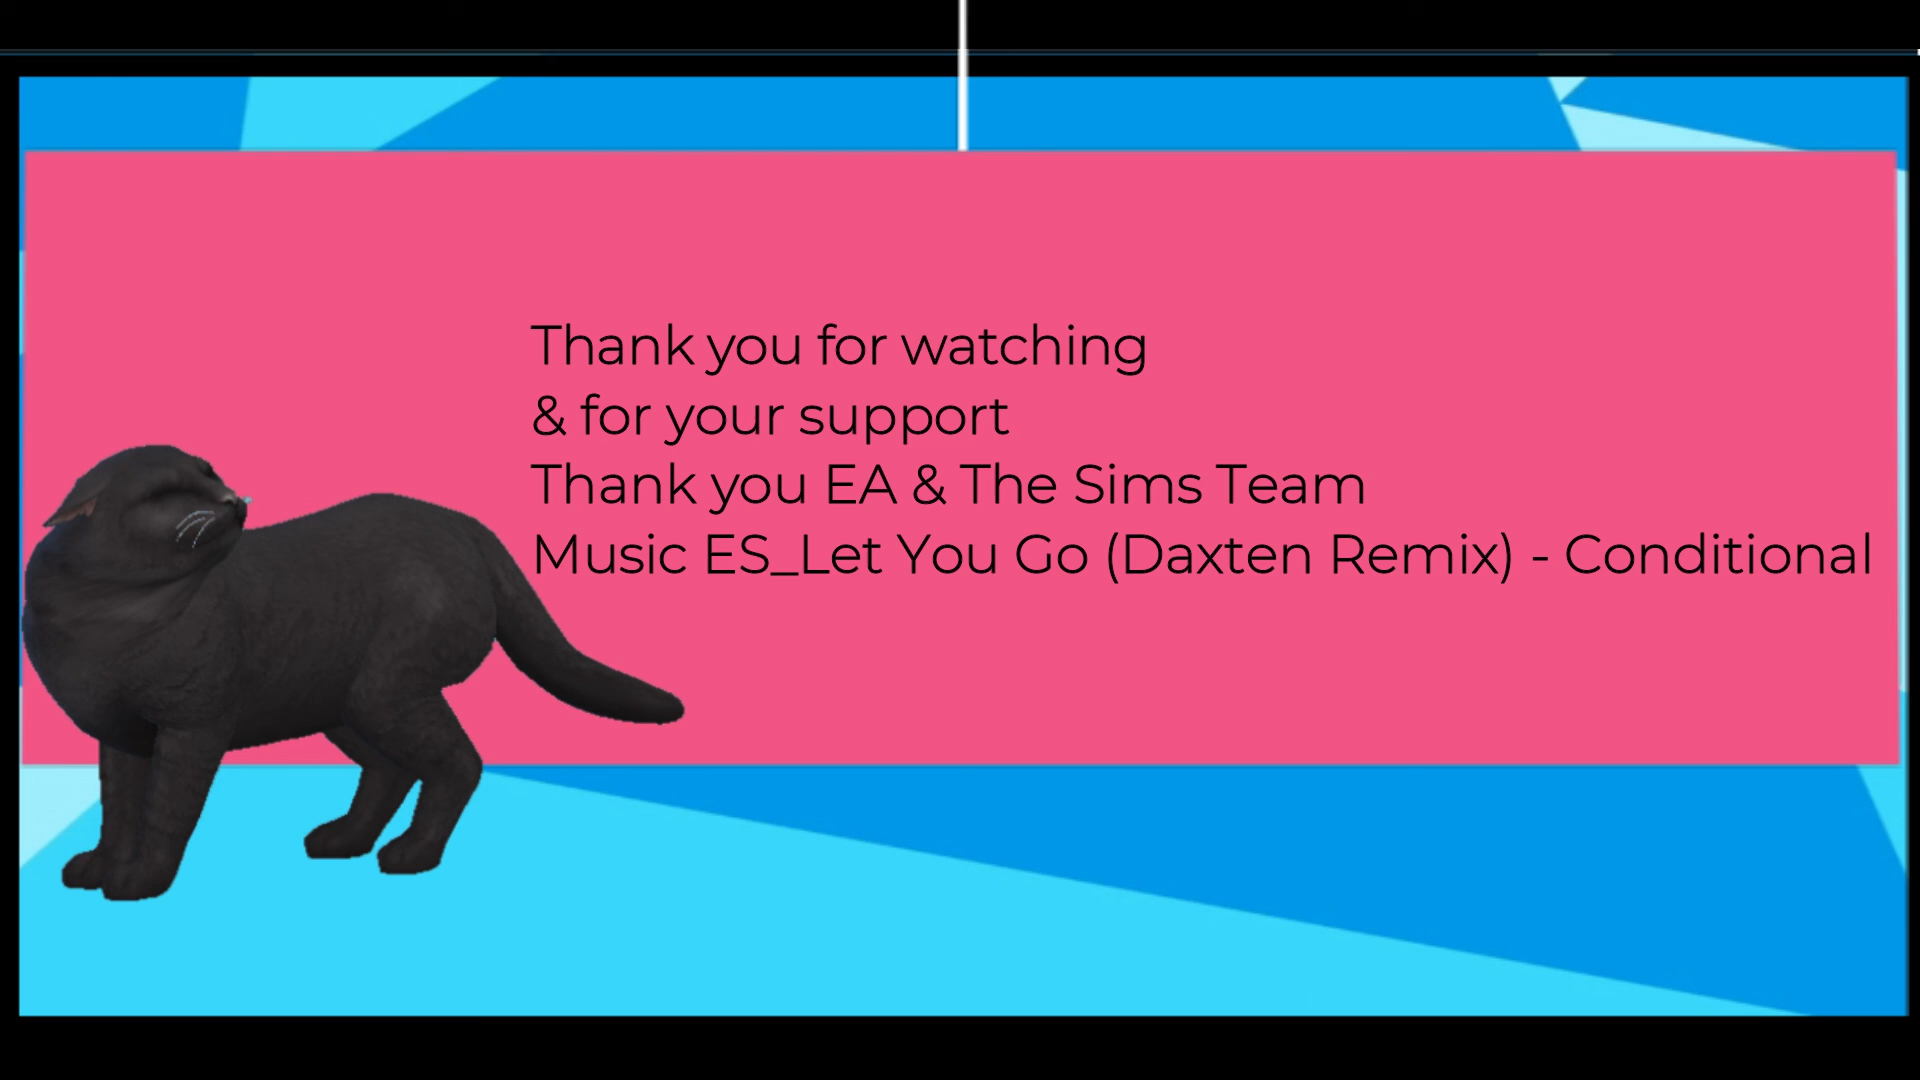 Thank you for watching
& for your support
Thank you EA & The Sims Team
Music ES_Let You Go (Daxten Remix) - Conditional